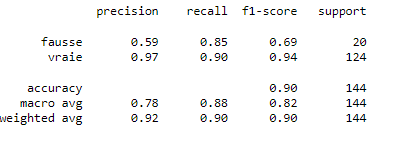 precision recall f1-score support
fausse 0.59 0.85 0.69 20
vraie 0.97 0.90 0.94 124
accuracy 0.90 144
macro avg 0.78 0.88 0.82 144
weighted avg 0.92 0.90 0.90 144